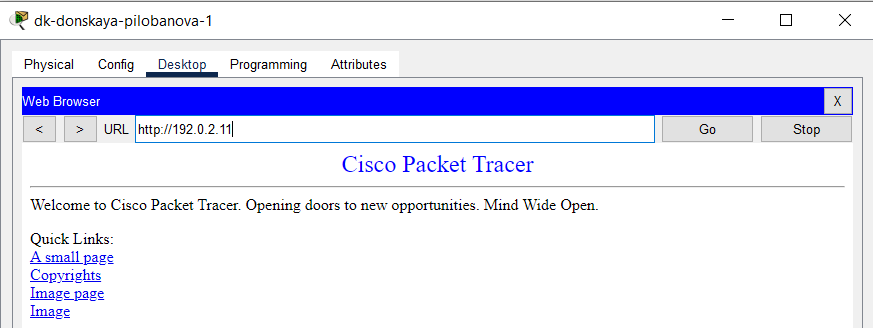 dk-donskaya-pilobanova-1
Physical Config Desktop Programming Attributes
Web Browser X
< > URL http://192.0.2.11 Go Stop
Cisco Packet Tracer
Welcome to Cisco Packet Tracer. Opening doors to new opportunities. Mind Wide Open.
Quick Links:
A small page
Copyrights
Image page
Image